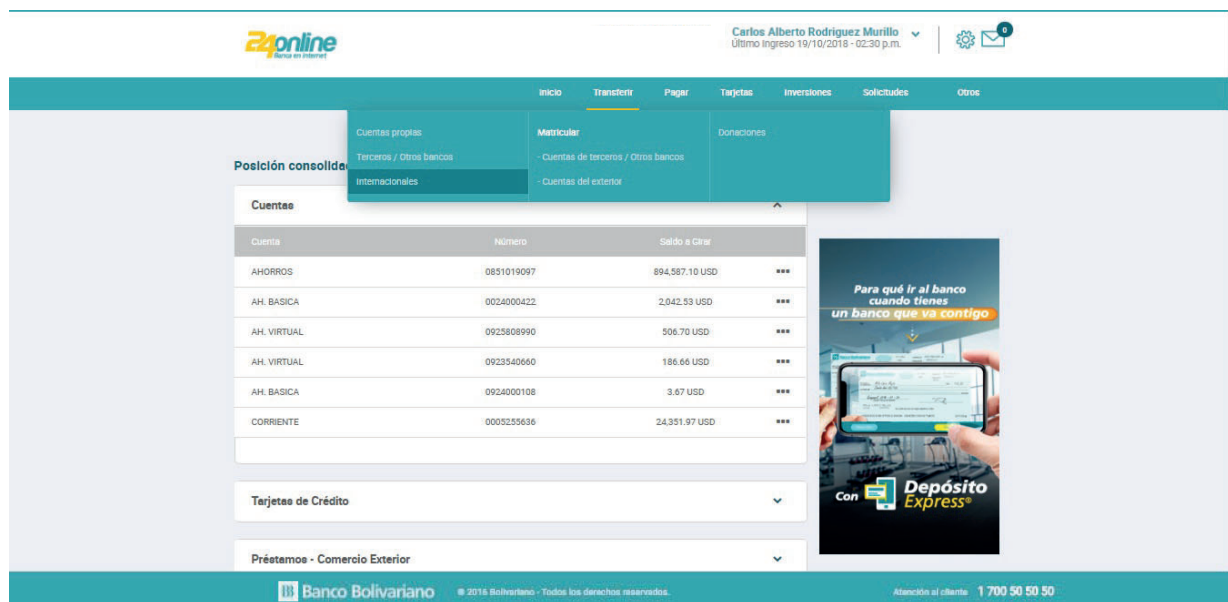 24online
Banca en internet
Carlos Alberto Rodriguez Murillo
Último ingreso 19/10/2018 - 02:30 p.m.
0
Inicio Transferir Pagar Tarjetas Inversiones Solicitudes Otros
Cuentas propias Matricular Donaciones
Terceros / Otros bancos - Cuentas de terceros / Otros bancos
Internacionales - Cuentas del exterior
Posición consolida
Cuentas
Cuenta Número Saldo a Girar
AHORROS 0851019097 894,587.10 USD
AH. BASICA 0024000422 2,042.53 USD
AH. VIRTUAL 0925808990 506.70 USD
AH. VIRTUAL 0923540660 186.66 USD
AH. BASICA 0924000108 3.67 USD
CORRIENTE 0005255636 24,351.97 USD
Para qué ir al banco
cuando tienes
un banco que va contigo
Con Depósito
Express®
Tarjetas de Crédito
Préstamos - Comercio Exterior
Banco Bolivariano © 2016 Bolivariano - Todos los derechos reservados. Atención al cliente 1 700 50 50 50